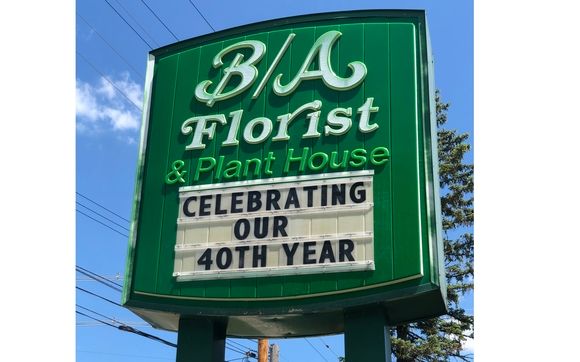 B/A
Florist
& Plant House
CELEBRATING
OUR
40TH YEAR